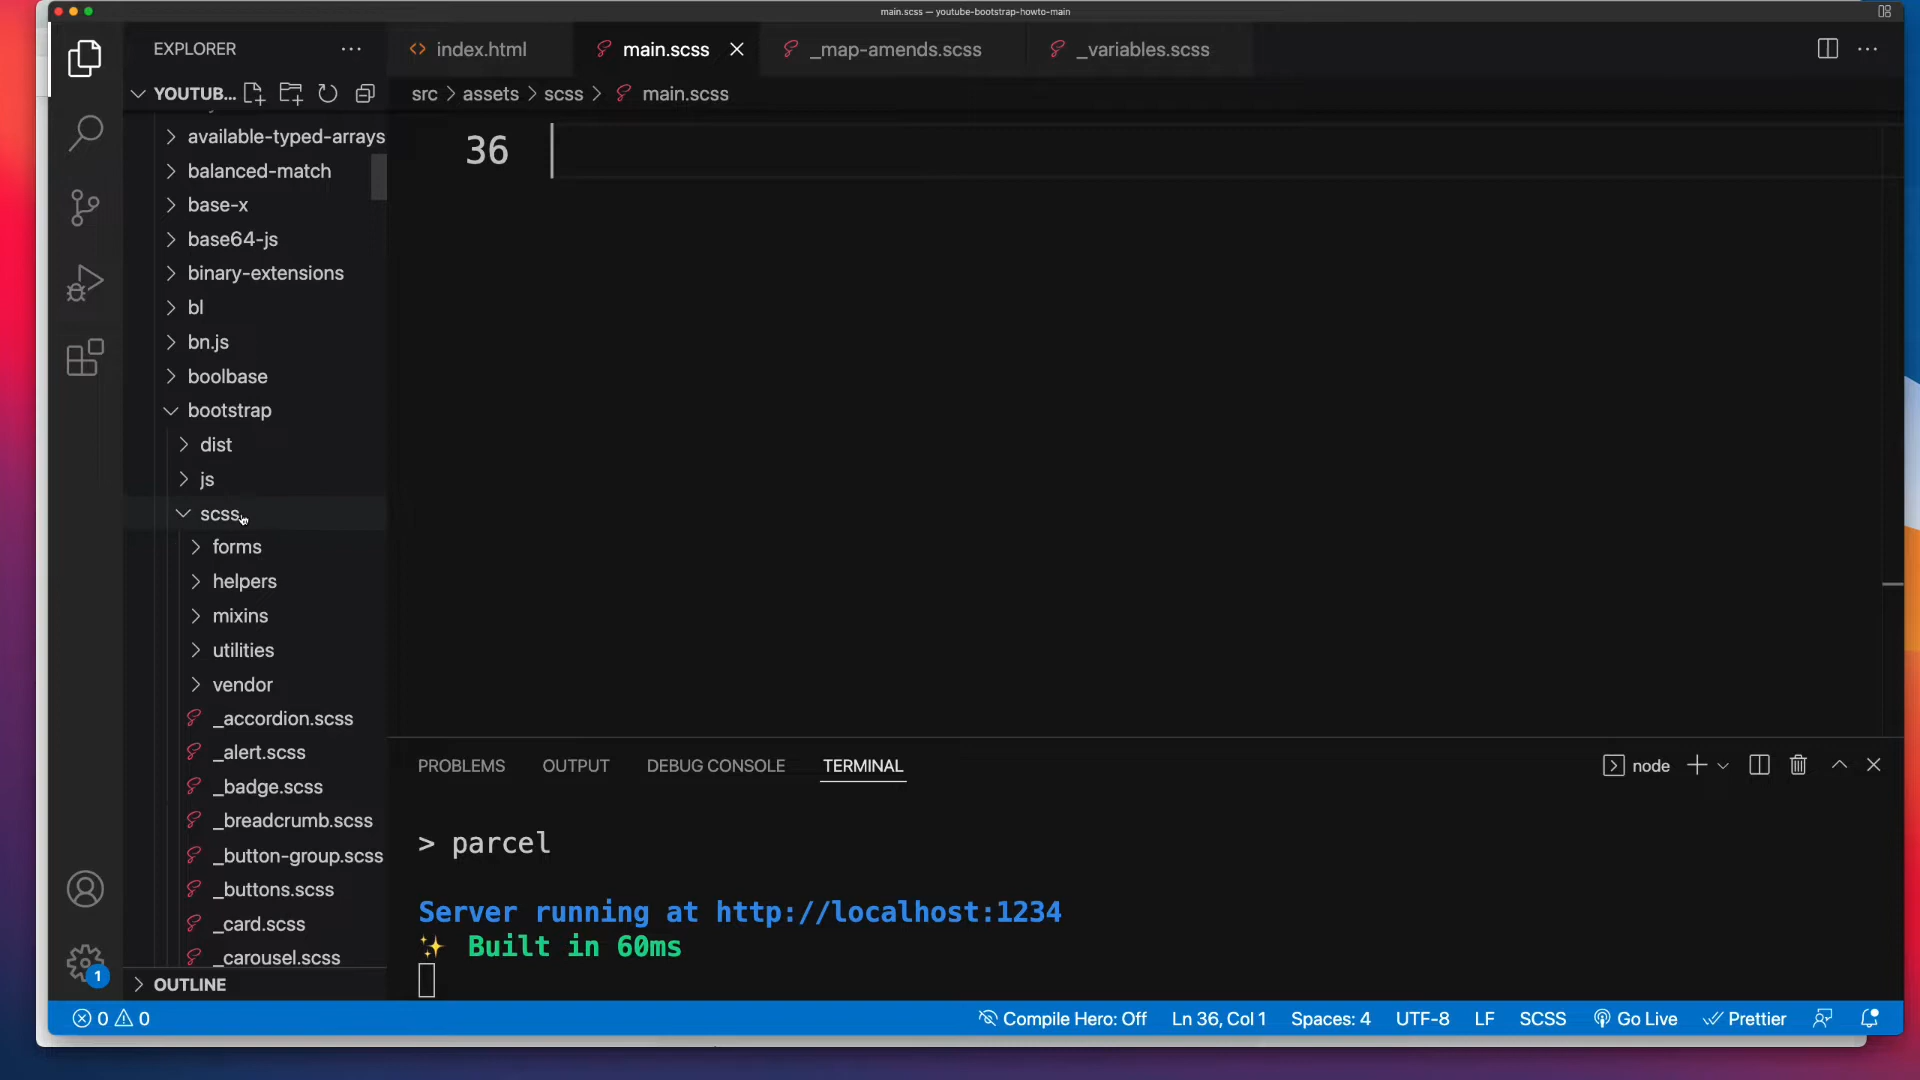 main.scss — youtube-bootstrap-howto-main
EXPLORER
index.html
main.scss
_map-amends.scss
_variables.scss
YOUTUB...
src > assets > scss > main.scss
available-typed-arrays
balanced-match
base-x
base64-js
binary-extensions
bl
bn.js
boolbase
bootstrap
dist
js
scss
forms
helpers
mixins
utilities
vendor
_accordion.scss
_alert.scss
_badge.scss
_breadcrumb.scss
_button-group.scss
_buttons.scss
_card.scss
_carousel.scss
OUTLINE
36
PROBLEMS
OUTPUT
DEBUG CONSOLE
TERMINAL
node
> parcel
Server running at http://localhost:1234
✨ Built in 60ms
1
0 0
Compile Hero: Off
Ln 36, Col 1
Spaces: 4
UTF-8
LF
SCSS
Go Live
Prettier